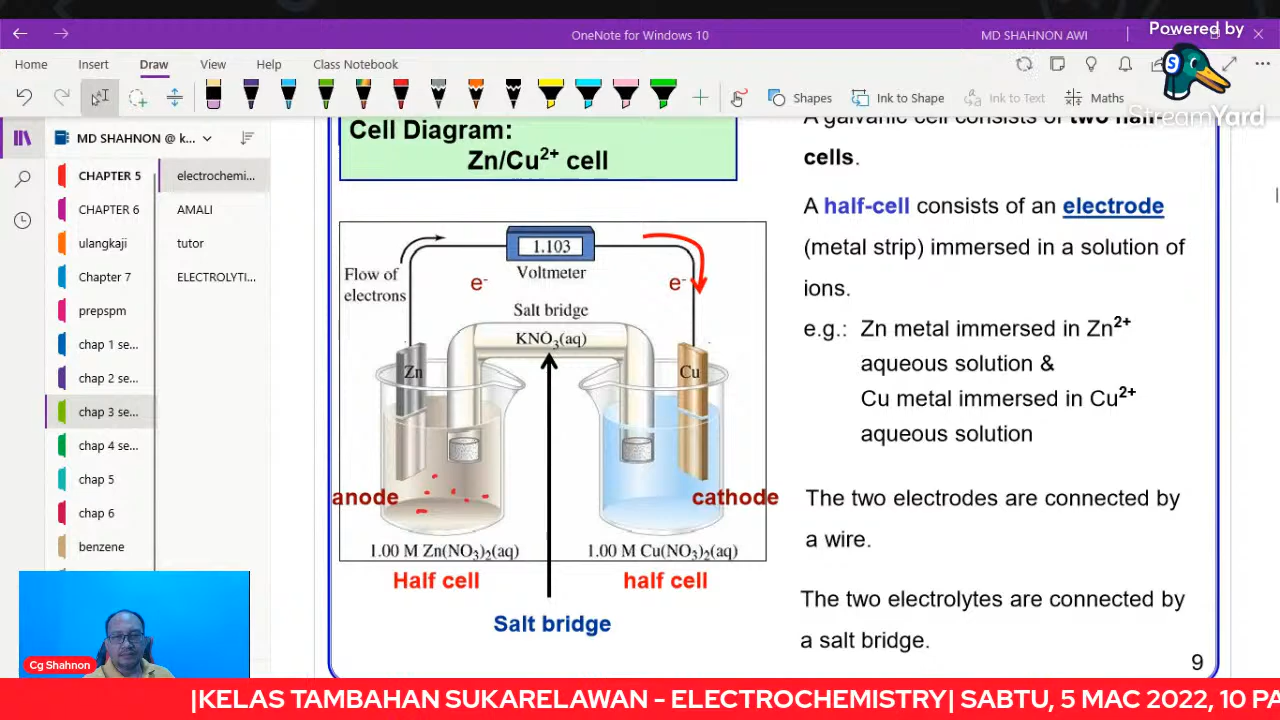 OneNote for Windows 10
MD SHAHNON AWI
Powered by
StreamYard
Home
Insert
Draw
View
Help
Class Notebook
Shapes
Ink to Shape
Ink to Text
Maths
MD SHAHNON @ k...
CHAPTER 5
CHAPTER 6
ulangkaji
Chapter 7
prepspm
chap 1 se...
chap 2 se...
chap 3 se...
chap 4 se...
chap 5
chap 6
benzene
electrochemi...
AMALI
tutor
ELECTROLYTI...
Cell Diagram:
Zn/Cu²⁺ cell
1.103
Voltmeter
Flow of
electrons
e⁻
e⁻
Salt bridge
KNO₃(aq)
Zn
Cu
anode
cathode
1.00 M Zn(NO₃)₂(aq)
1.00 M Cu(NO₃)₂(aq)
Half cell
half cell
Salt bridge
A galvanic cell consists of two half
cells.
A half-cell consists of an electrode
(metal strip) immersed in a solution of
ions.
e.g.: Zn metal immersed in Zn²⁺
aqueous solution &
Cu metal immersed in Cu²⁺
aqueous solution
The two electrodes are connected by
a wire.
The two electrolytes are connected by
a salt bridge.
9
Cg Shahnon
|KELAS TAMBAHAN SUKARELAWAN - ELECTROCHEMISTRY| SABTU, 5 MAC 2022, 10 PA